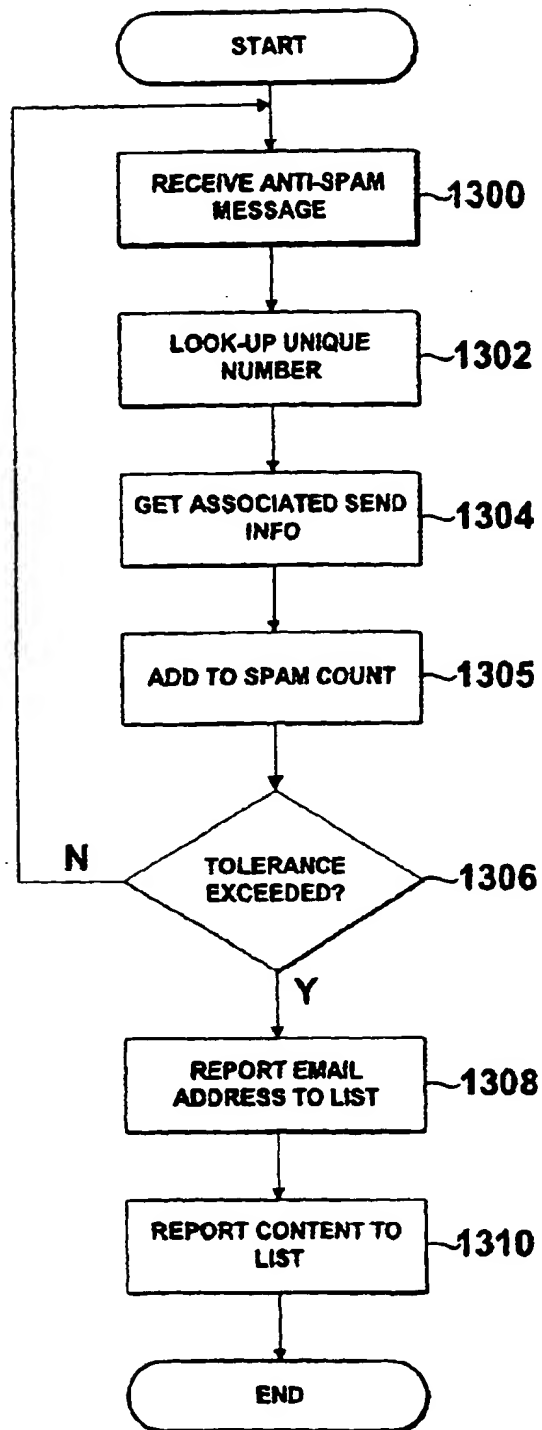 START
RECEIVE ANTI-SPAM
MESSAGE
1300
LOOK-UP UNIQUE
NUMBER
1302
GET ASSOCIATED SEND
INFO
1304
ADD TO SPAM COUNT
1305
TOLERANCE
EXCEEDED?
1306
N
Y
REPORT EMAIL
ADDRESS TO LIST
1308
REPORT CONTENT TO
LIST
1310
END